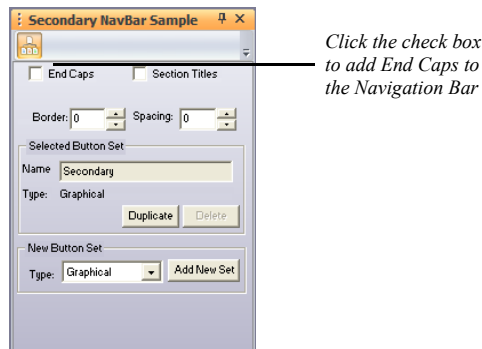 Secondary NavBar Sample
Click the check box
to add End Caps to
the Navigation Bar
End Caps Section Titles
Border: 0 Spacing: 0
Selected Button Set
Name Secondary
Type: Graphical
Duplicate Delete
New Button Set
Type: Graphical Add New Set